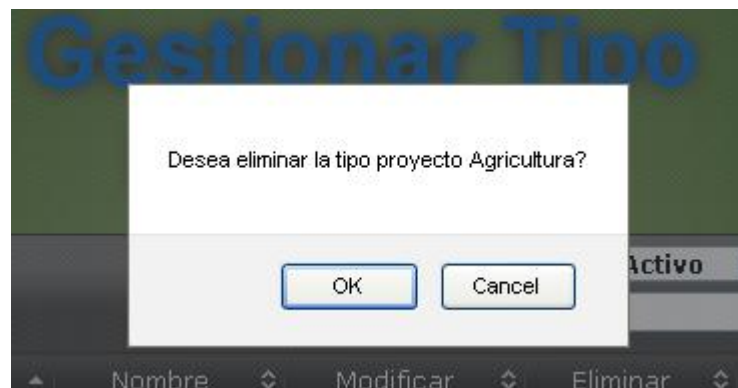 Gestionar Tipo
Desea eliminar la tipo proyecto Agricultura?
OK Cancel
Activo
Nombre Modificar Eliminar